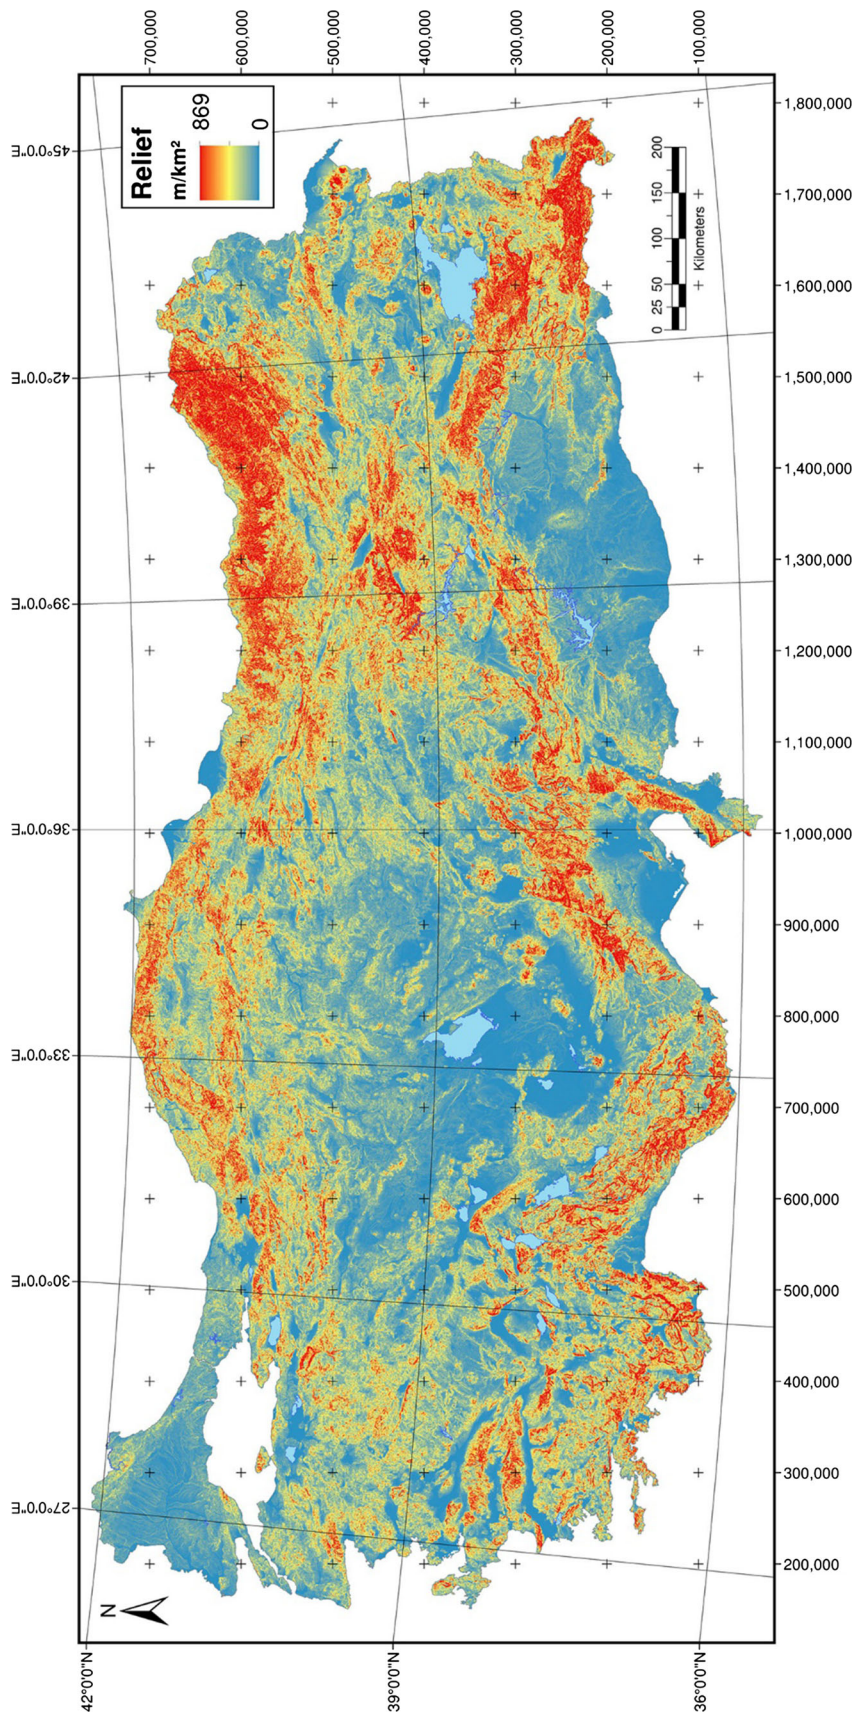 Relief
m/km²
869
0
N
0 25 50 100 150 200
Kilometers
27°0'0"E
30°0'0"E
33°0'0"E
36°0'0"E
39°0'0"E
42°0'0"E
45°0'0"E
42°0'0"N
39°0'0"N
36°0'0"N
700,000
600,000
500,000
400,000
300,000
200,000
100,000
200,000
300,000
400,000
500,000
600,000
700,000
800,000
900,000
1,000,000
1,100,000
1,200,000
1,300,000
1,400,000
1,500,000
1,600,000
1,700,000
1,800,000